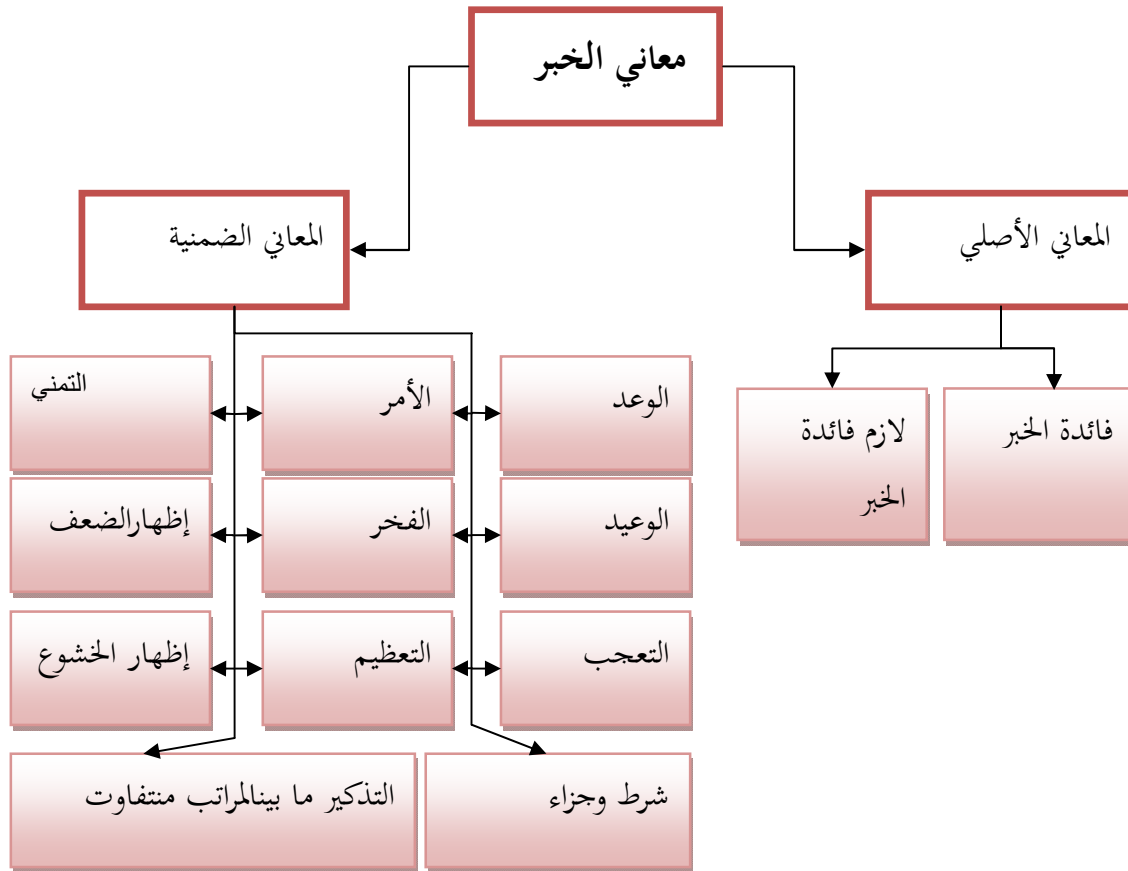 معاني الخبر
المعاني الأصلي
المعاني الضمنية
فائدة الخبر
لازم فائدة
الخبر
الوعد
الأمر
التمني
الوعيد
الفخر
إظهارالضعف
التعجب
التعظيم
إظهار الخشوع
شرط وجزاء
التذكير ما بينالمراتب منتفاوت